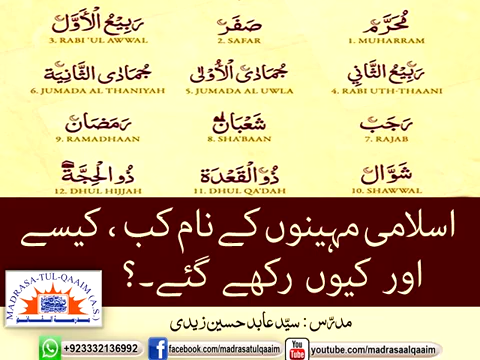 مُحَرَّم صَفَر رَبِيعُ الْأَوَّل
1. MUHARRAM 2. SAFAR 3. RABI 'UL AWWAL
رَبِيعُ الثَّانِي جُمَادَى الْأُولَى جُمَادَى الثَّانِيَة
4. RABI UTH-THAANI 5. JUMADA AL UWLA 6. JUMADA AL THANIYAH
رَجَب شَعْبَان رَمَضَان
7. RAJAB 8. SHA'BAAN 9. RAMADHAAN
شَوَّال ذُو الْقَعْدَة ذُو الْحِجَّة
10. SHAWWAL 11. DHUL QA'DAH 12. DHUL HIJJAH
اسلامی مہینوں کے نام کب ، کیسے
اور کیوں رکھے گئے۔؟
MADRASA-TUL-QAAIM (A.S)
مدرّس : سیّد عابد حسین زیدی
+923332136992 facebook.com/madrasatulqaaim You Tube youtube.com/madrasaalqaaim